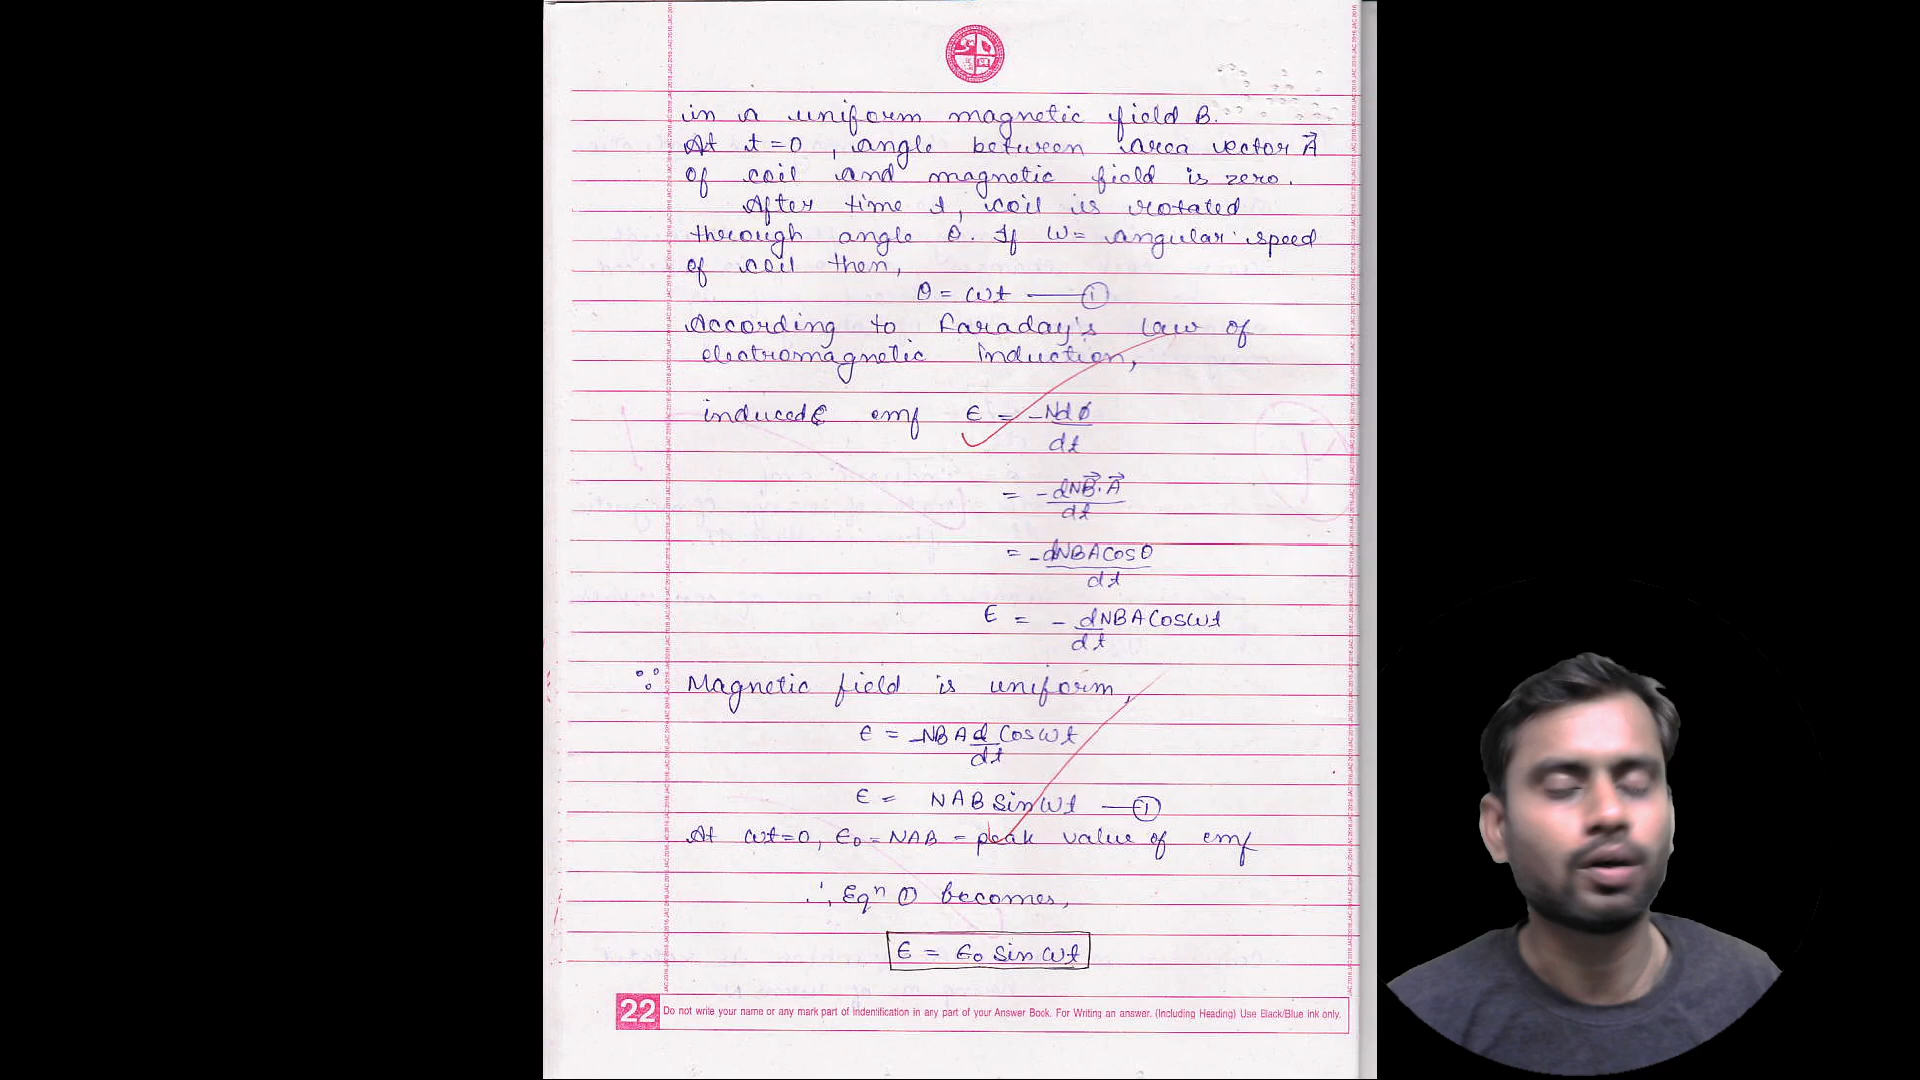 in a uniform magnetic field B.
At t=0, angle between area vector A⃗
of coil and magnetic field is zero.
After time t, coil is rotated
through angle θ. If ω = angular speed
of coil then,
θ = ωt —— ①
According to Faraday's law of
electromagnetic induction,
induced emf ε = -Ndφ/dt
= -dNB⃗.A⃗/dt
= -dNBACosθ/dt
ε = - dNBACosωt/dt
∵ Magnetic field is uniform,
ε = -NBA d/dt Cosωt
ε = NAB Sinωt —①
At ωt=0, ε₀ = NAB = peak value of emf
∴ Eqⁿ ① becomes,
ε = ε₀ Sin ωt
22 Do not write your name or any mark part of indentification in any part of your Answer Book. For Writing an answer. (Including Heading) Use Black/Blue ink only.